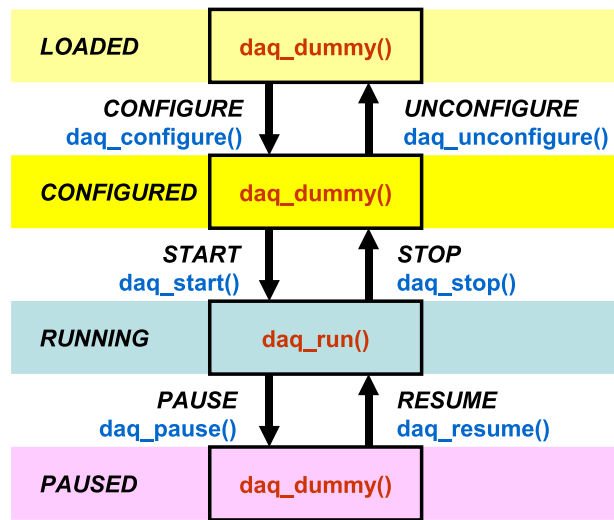 LOADED
daq_dummy()
CONFIGURE
daq_configure()
UNCONFIGURE
daq_unconfigure()
CONFIGURED
daq_dummy()
START
daq_start()
STOP
daq_stop()
RUNNING
daq_run()
PAUSE
daq_pause()
RESUME
daq_resume()
PAUSED
daq_dummy()